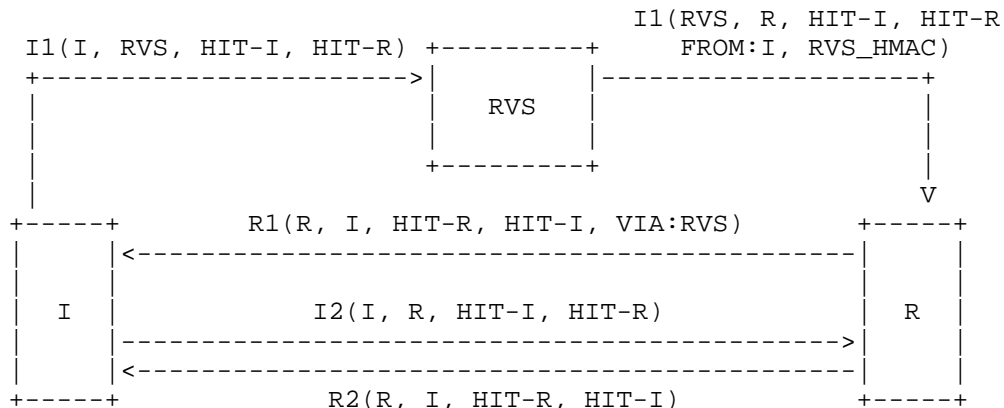 I1(RVS, R, HIT-I, HIT-R
I1(I, RVS, HIT-I, HIT-R)
FROM:I, RVS_HMAC)
RVS
R1(R, I, HIT-R, HIT-I, VIA:RVS)
I
I2(I, R, HIT-I, HIT-R)
R
R2(R, I, HIT-R, HIT-I)